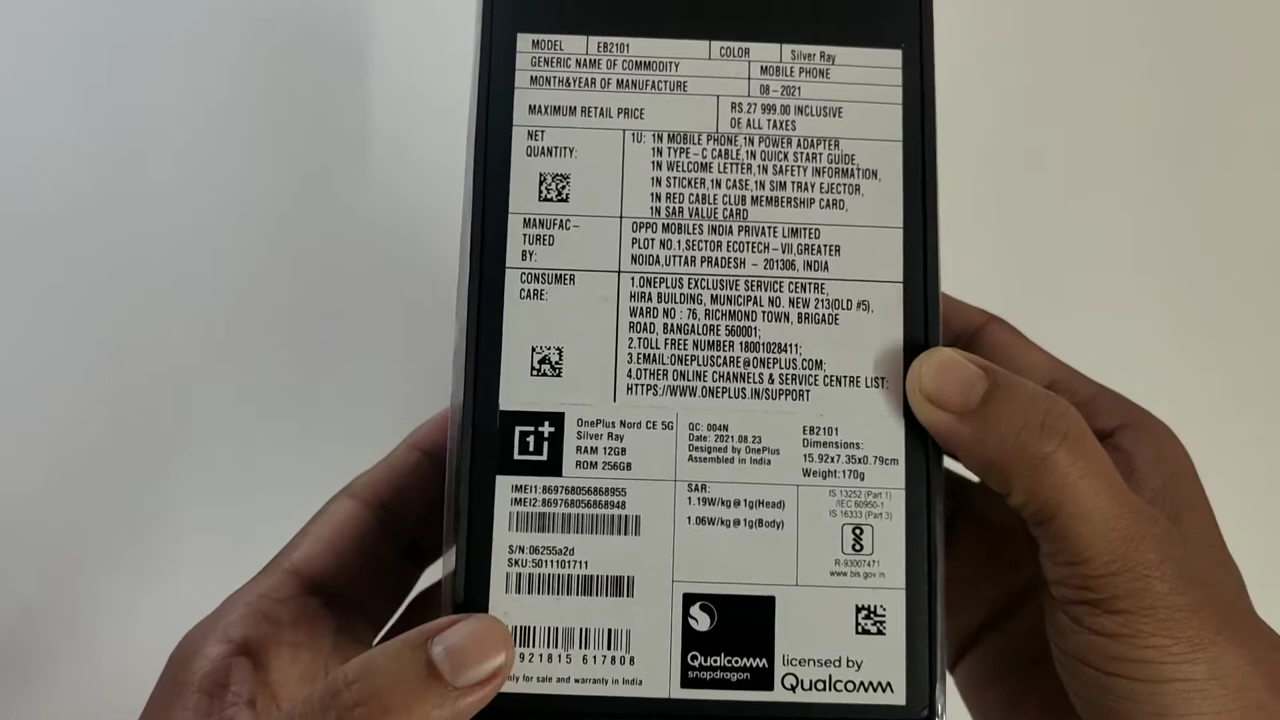 MODEL EB2101 COLOR Silver Ray
GENERIC NAME OF COMMODITY MOBILE PHONE
MONTH&YEAR OF MANUFACTURE 08-2021
MAXIMUM RETAIL PRICE RS.27 999.00 INCLUSIVE
OF ALL TAXES
NET
QUANTITY:
1U: 1N MOBILE PHONE,1N POWER ADAPTER,
1N TYPE-C CABLE,1N QUICK START GUIDE,
1N WELCOME LETTER,1N SAFETY INFORMATION,
1N STICKER,1N CASE,1N SIM TRAY EJECTOR,
1N RED CABLE CLUB MEMBERSHIP CARD,
1N SAR VALUE CARD
MANUFAC-
TURED
BY:
OPPO MOBILES INDIA PRIVATE LIMITED
PLOT NO.1,SECTOR ECOTECH-VII,GREATER
NOIDA,UTTAR PRADESH - 201306, INDIA
CONSUMER
CARE:
1.ONEPLUS EXCLUSIVE SERVICE CENTRE,
HIRA BUILDING, MUNICIPAL NO. NEW 213(OLD #5),
WARD NO : 76, RICHMOND TOWN, BRIGADE
ROAD, BANGALORE 560001;
2.TOLL FREE NUMBER 18001028411;
3.EMAIL:ONEPLUSCARE@ONEPLUS.COM;
4.OTHER ONLINE CHANNELS & SERVICE CENTRE LIST:
HTTPS://WWW.ONEPLUS.IN/SUPPORT
1+
OnePlus Nord CE 5G
Silver Ray
RAM 12GB
ROM 256GB
QC: 004N
Date: 2021.08.23
Designed by OnePlus
Assembled in India
EB2101
Dimensions:
15.92x7.35x0.79cm
Weight:170g
IMEI1:869768056868955
IMEI2:869768056868948
S/N:06255a2d
SKU:5011101711
SAR:
1.19W/kg@1g(Head)
1.06W/kg@1g(Body)
IS 13252 (Part 1)
/IEC 60950-1
IS 16333 (Part 3)
R-93007471
www.bis.gov.in
921815 617808
for sale and warranty in India
Qualcomm
snapdragon
licensed by
Qualcomm